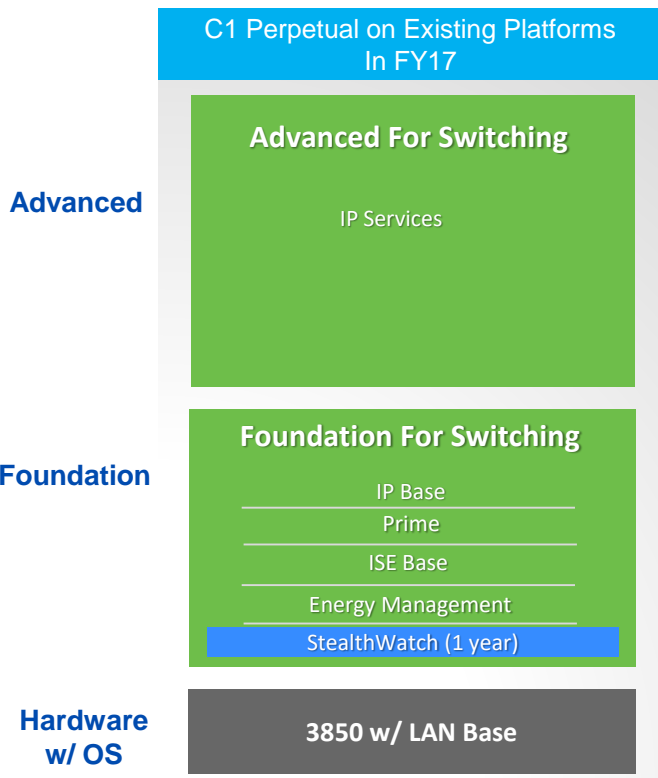 C1 Perpetual on Existing Platforms
In FY17
Advanced
Advanced For Switching
IP Services
Foundation
Foundation For Switching
IP Base
Prime
ISE Base
Energy Management
StealthWatch (1 year)
Hardware
w/ OS
3850 w/ LAN Base